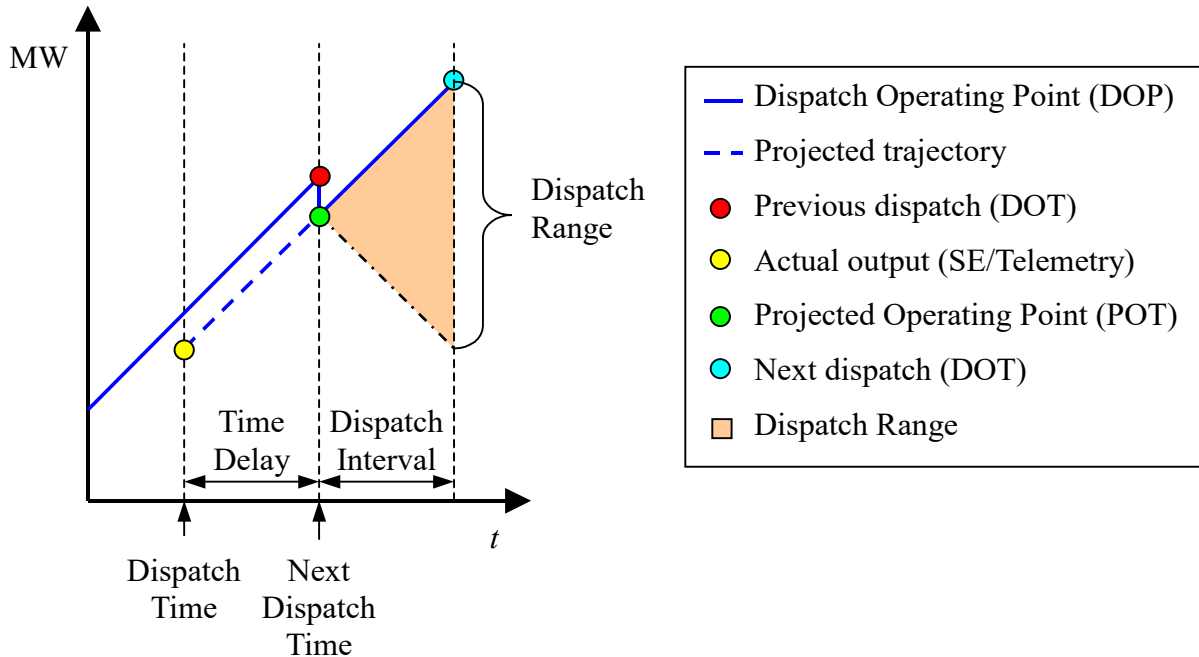 MW
Dispatch
Range
Time
Delay
Dispatch
Interval
t
Dispatch
Time
Next
Dispatch
Time
Dispatch Operating Point (DOP)
Projected trajectory
Previous dispatch (DOT)
Actual output (SE/Telemetry)
Projected Operating Point (POT)
Next dispatch (DOT)
Dispatch Range